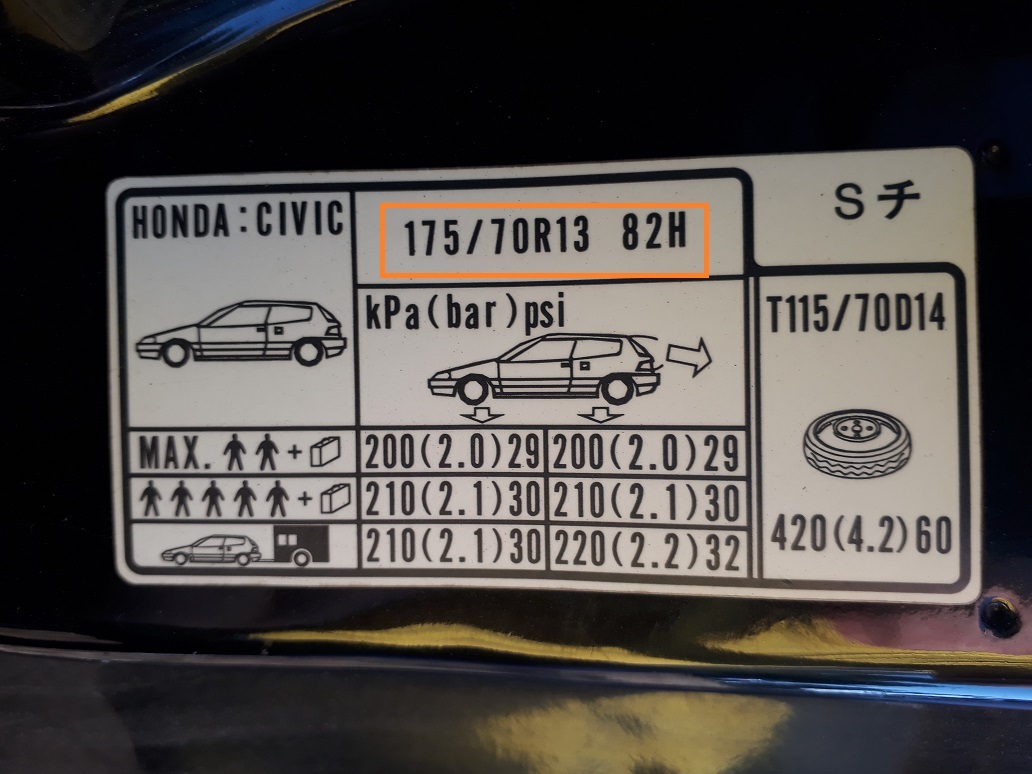 HONDA:CIVIC
175/70R13 82H
Sチ
kPa(bar)psi
T115/70D14
MAX. + 200(2.0)29 200(2.0)29
+ 210(2.1)30 210(2.1)30
210(2.1)30 220(2.2)32
420(4.2)60